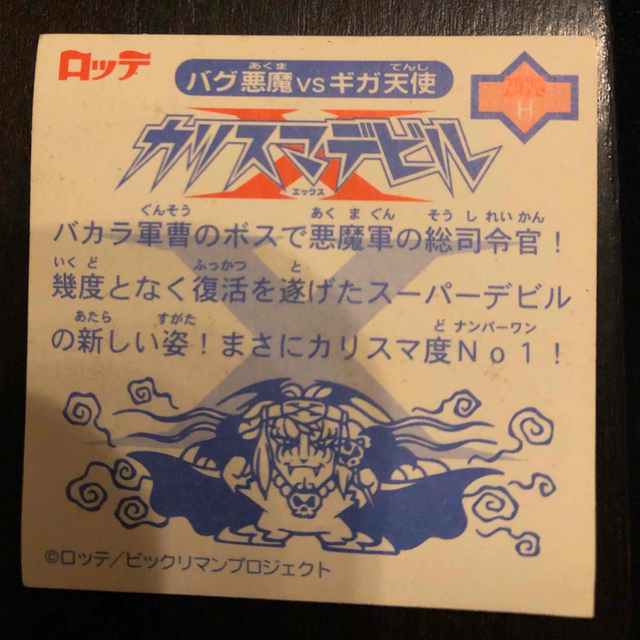 ロッテ
あくま てんし
バグ悪魔vsギガ天使
H
カリスマデビルX
エックス
ぐんそう あくまぐん そうしれいかん
バカラ軍曹のボスで悪魔軍の総司令官！
いくど ふっかつ と
幾度となく復活を遂げたスーパーデビル
あたら すがた どナンバーワン
の新しい姿！まさにカリスマ度No1！
©ロッテ／ビックリマンプロジェクト